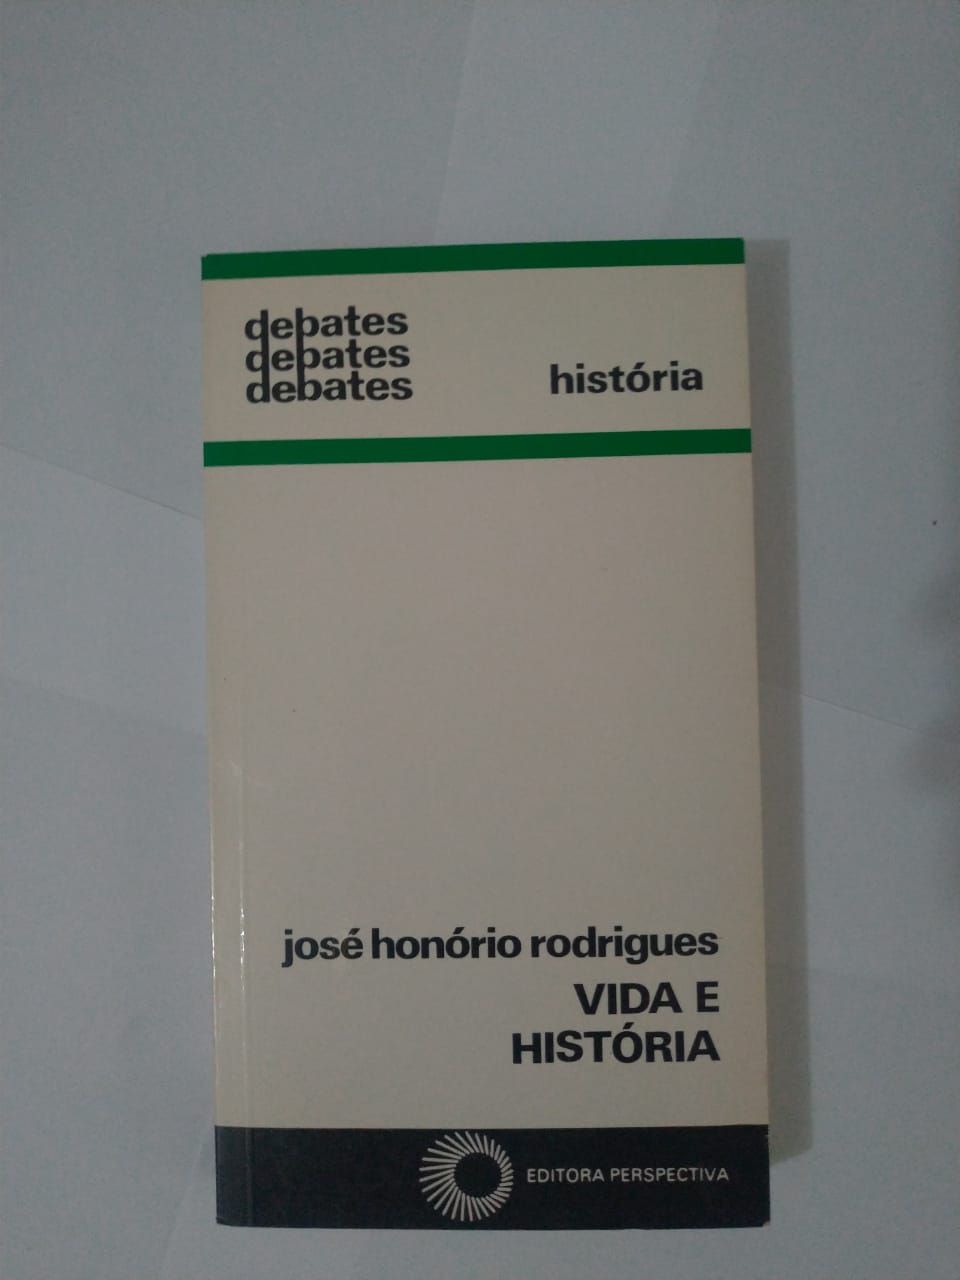 debates
debates
debates
história
josé honório rodrigues
VIDA E
HISTÓRIA
EDITORA PERSPECTIVA